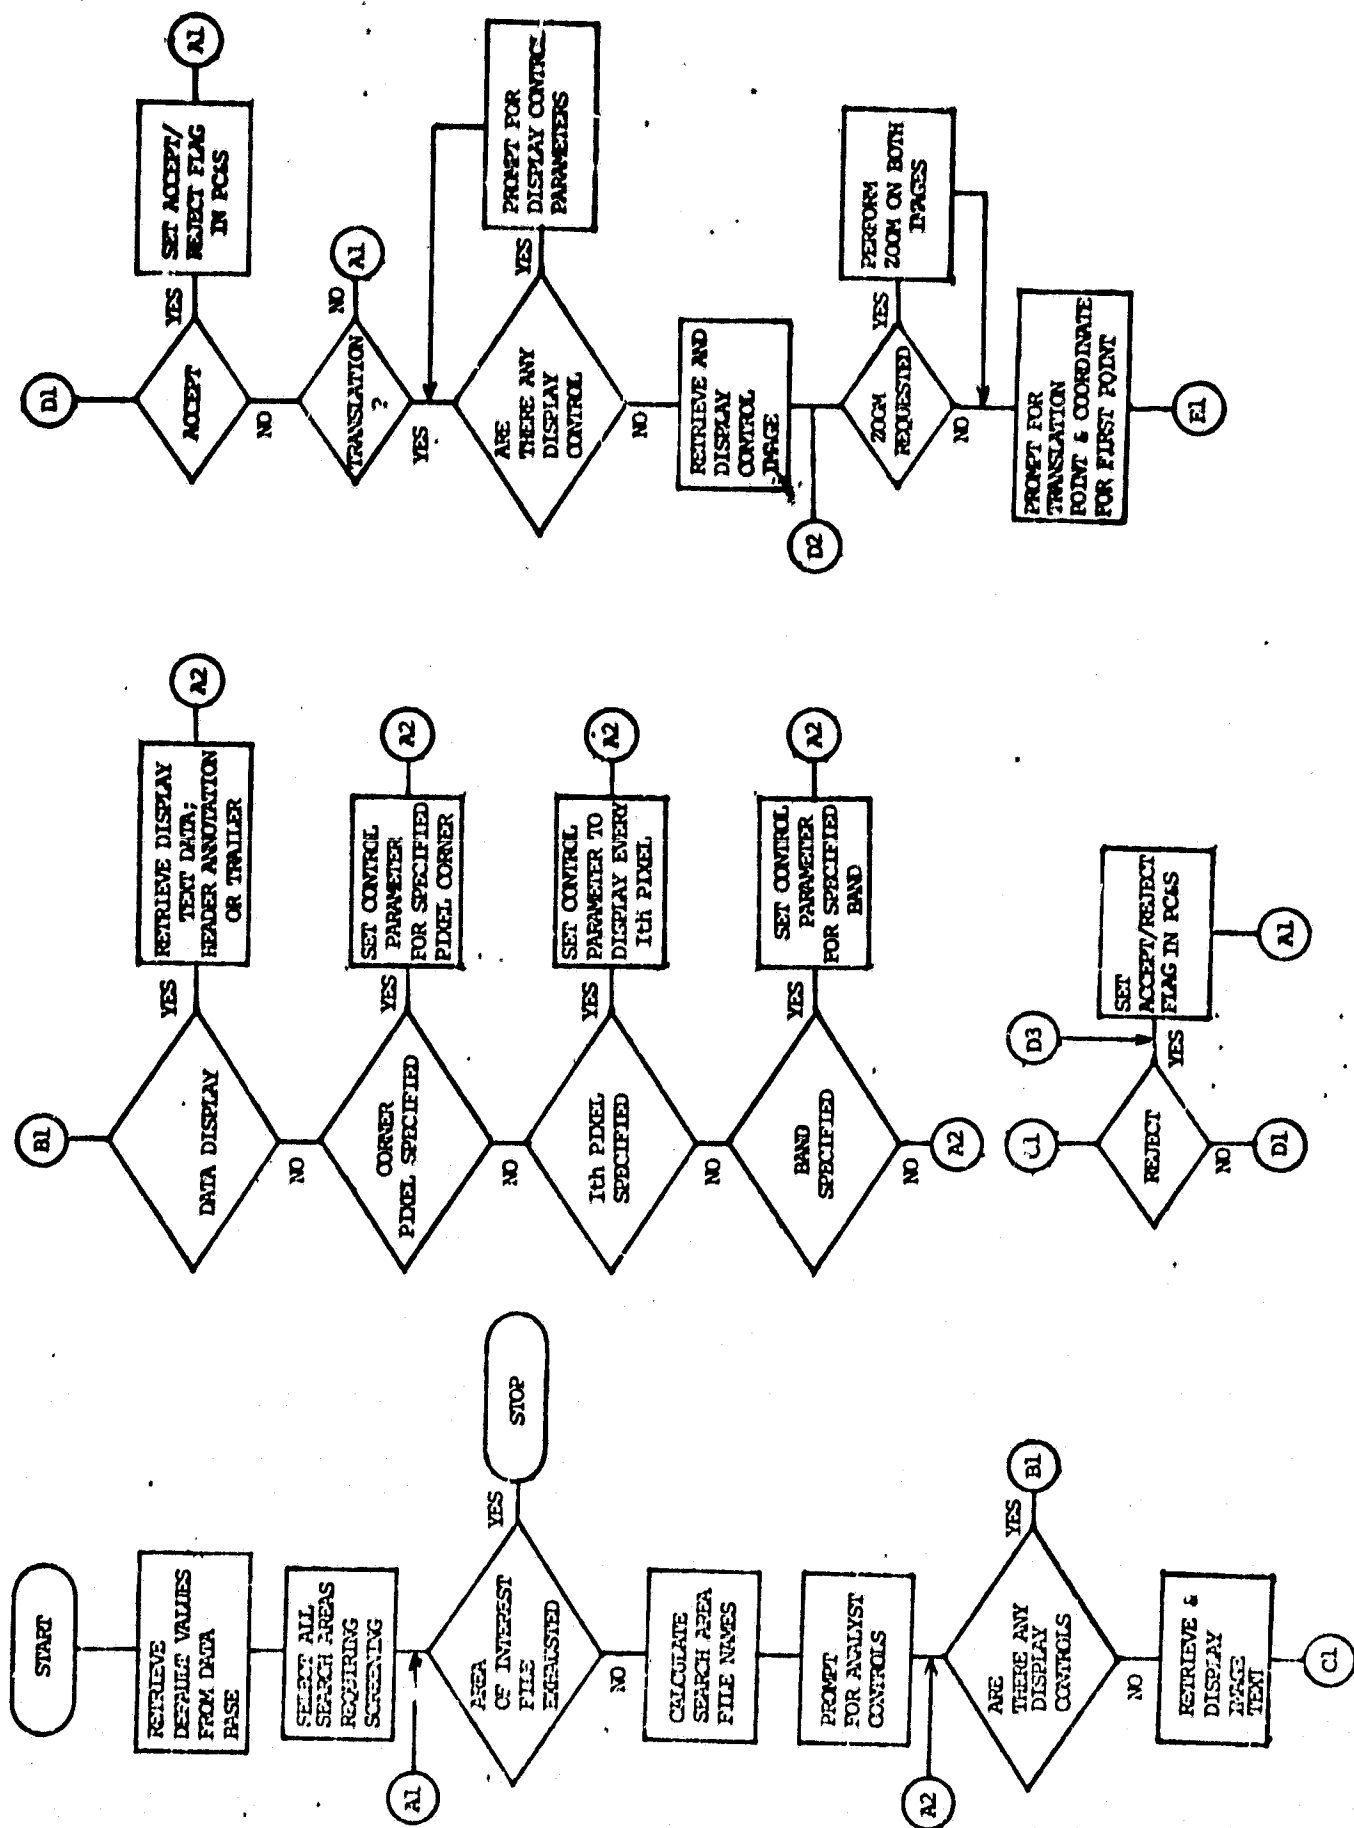 START
RETRIEVE
DEFAULT VALUES
FROM DATA
BASE
SELECT ALL
SEARCH AREAS
REQUIRING
SCREENING
A1
AREA
OF INTEREST
FILE
EXHAUSTED
YES
STOP
NO
CALCULATE
SEARCH AREA
FILE NAMES
PROMPT
FOR ANALYST
CONTROLS
A2
ARE
THERE ANY
DISPLAY
CONTROLS
YES
B1
NO
RETRIEVE &
DISPLAY
IMAGE
TEXT
C1
B1
DATA DISPLAY
YES
RETRIEVE DISPLAY
TEXT DATA;
HEADER ANNOTATION
OR TRAILER
A2
NO
CORNER
PIXEL SPECIFIED
YES
SET CONTROL
PARAMETER
FOR SPECIFIED
PIXEL CORNER
A2
NO
Ith PIXEL
SPECIFIED
YES
SET CONTROL
PARAMETER TO
DISPLAY EVERY
Ith PIXEL
A2
NO
BAND
SPECIFIED
YES
SET CONTROL
PARAMETER
FOR SPECIFIED
BAND
A2
NO
A2
C1
D3
REJECT
YES
SET
ACCEPT/REJECT
FLAG IN PC&S
A1
NO
D1
D1
ACCEPT
YES
SET ACCEPT/
REJECT FLAG
IN PC&S
A1
NO
TRANSLATION
?
NO
A1
YES
ARE
THERE ANY
DISPLAY
CONTROL
YES
PROMPT FOR
DISPLAY CONTROL
PARAMETERS
NO
RETRIEVE AND
DISPLAY
CONTROL
IMAGE
D2
ZOOM
REQUESTED
YES
PERFORM
ZOOM ON BOTH
IMAGES
NO
PROMPT FOR
TRANSLATION
POINT & COORDINATE
FOR FIRST POINT
E1